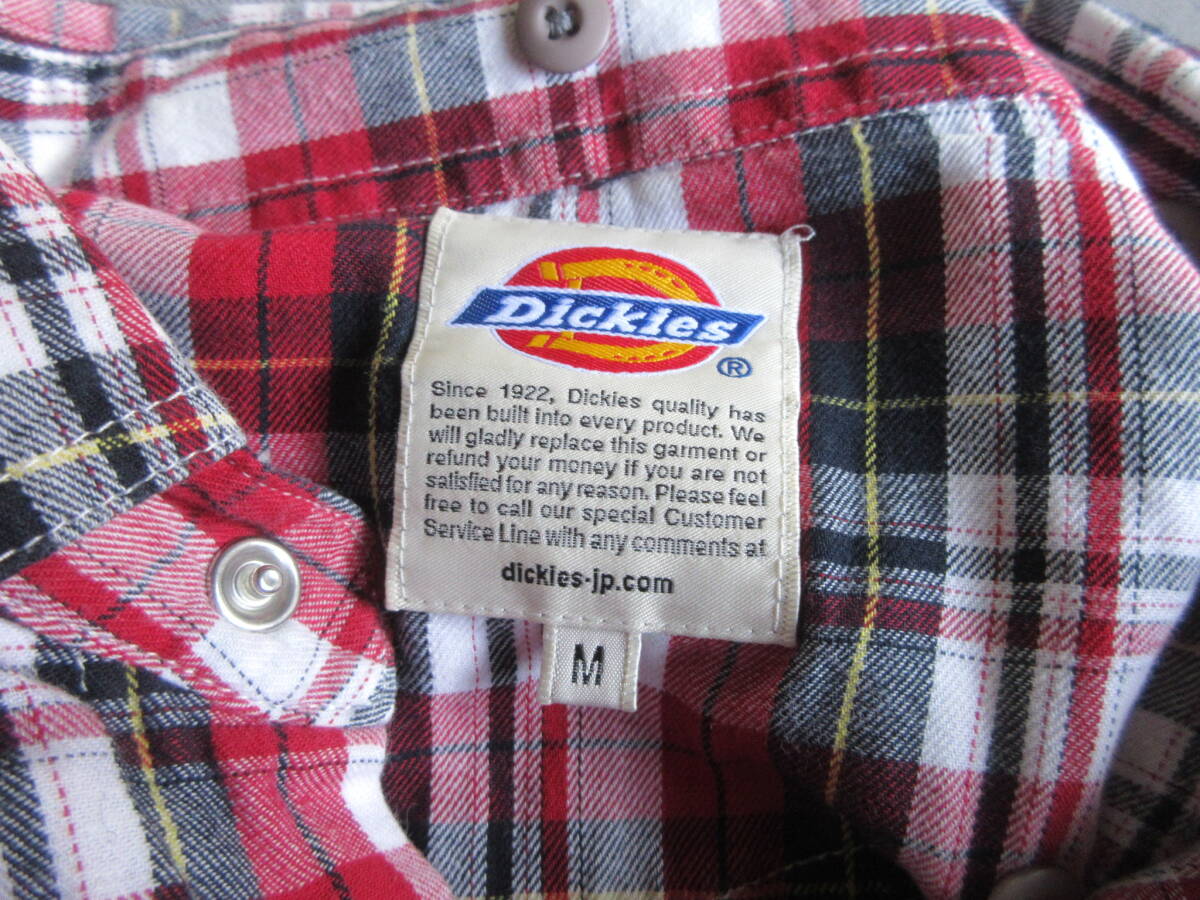 Dickies
®
Since 1922, Dickies quality has
been built into every product. We
will gladly replace this garment or
refund your money if you are not
satisfied for any reason. Please feel
free to call our special Customer
Service Line with any comments at
dickies-jp.com
M